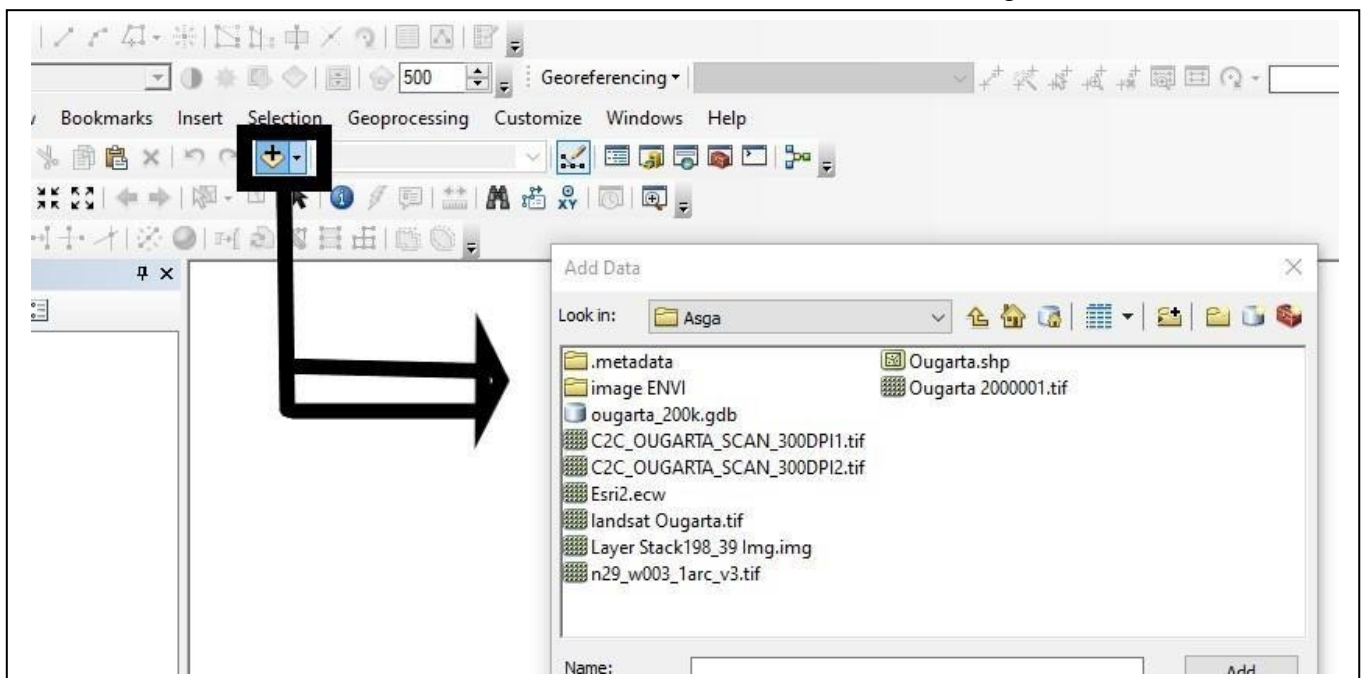 500 Georeferencing
Bookmarks Insert Selection Geoprocessing Customize Windows Help
XY
Add Data
Look in: Asga
.metadata
image ENVI
ougarta_200k.gdb
C2C_OUGARTA_SCAN_300DPI1.tif
C2C_OUGARTA_SCAN_300DPI2.tif
Esri2.ecw
landsat Ougarta.tif
Layer Stack198_39 Img.img
n29_w003_1arc_v3.tif
Ougarta.shp
Ougarta 2000001.tif
Name: Add